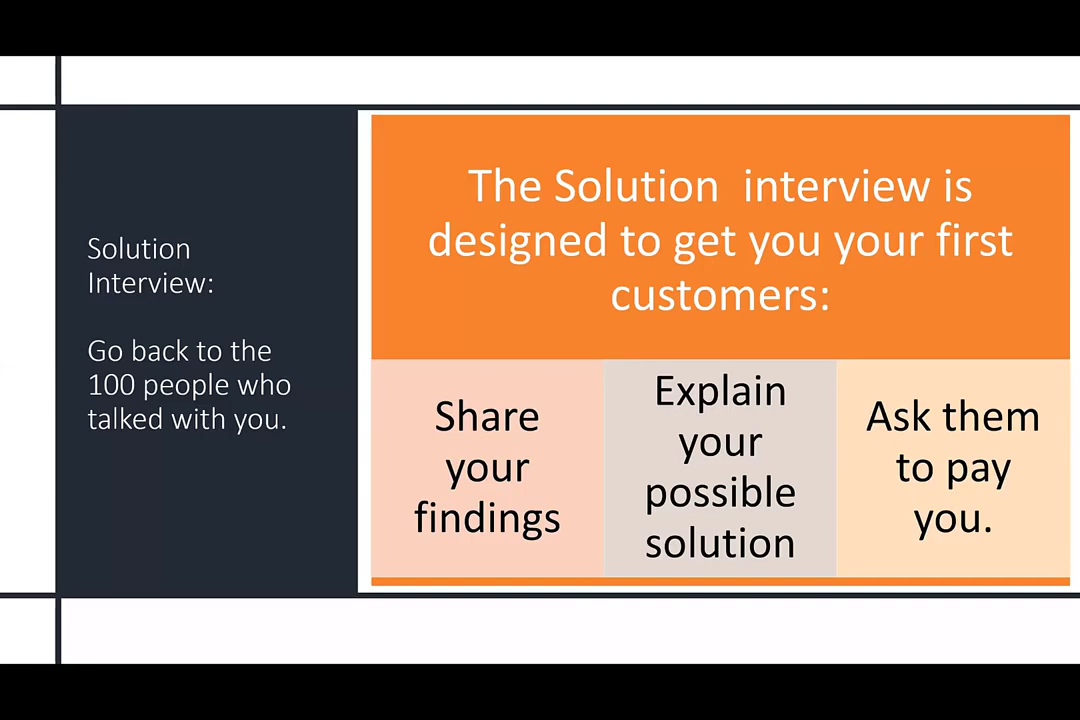 Solution
Interview:
Go back to the
100 people who
talked with you.
The Solution  interview is
designed to get you your first
customers:
Share
your
findings
Explain
your
possible
solution
Ask them
to pay
you.